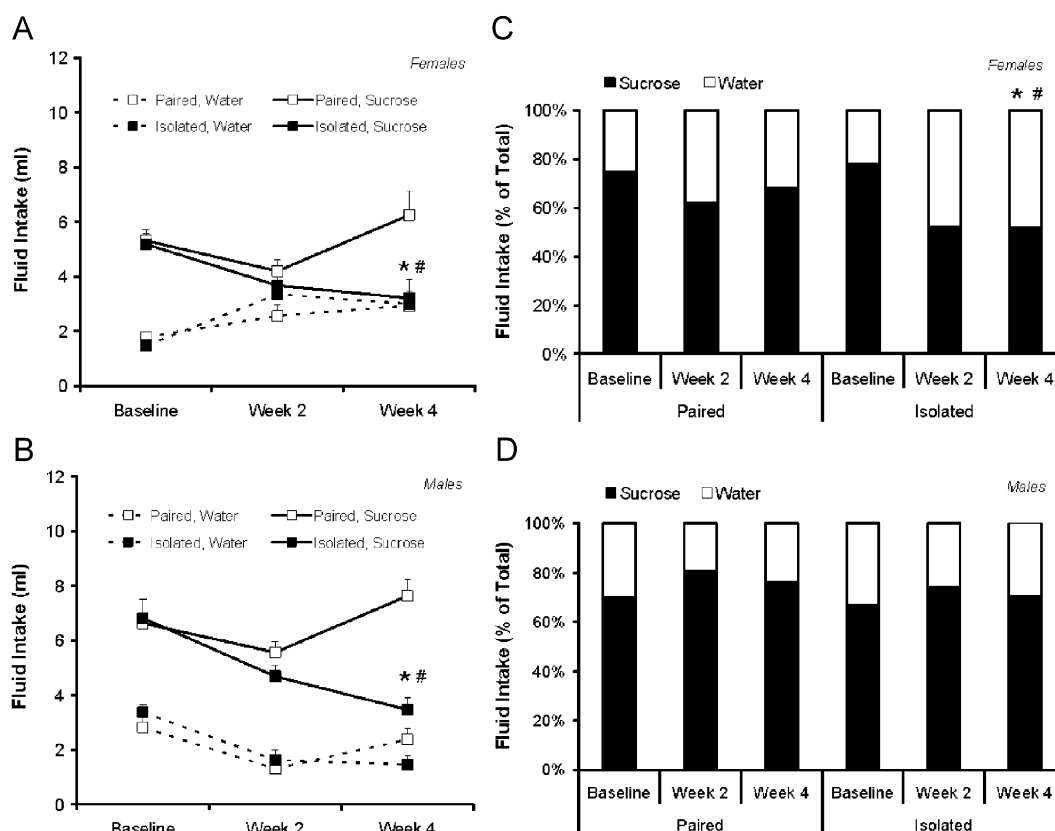 A
Females
Paired, Water
Paired, Sucrose
Isolated, Water
Isolated, Sucrose
Fluid Intake (ml)
12
10
8
6
4
2
0
* #
Baseline
Week 2
Week 4
C
Females
Sucrose
Water
* #
Fluid Intake (% of Total)
100%
80%
60%
40%
20%
0%
Baseline
Week 2
Week 4
Baseline
Week 2
Week 4
Paired
Isolated
B
Males
Paired, Water
Paired, Sucrose
Isolated, Water
Isolated, Sucrose
Fluid Intake (ml)
12
10
8
6
4
2
0
* #
Baseline
Week 2
Week 4
D
Males
Sucrose
Water
Fluid Intake (% of Total)
100%
80%
60%
40%
20%
0%
Baseline
Week 2
Week 4
Baseline
Week 2
Week 4
Paired
Isolated